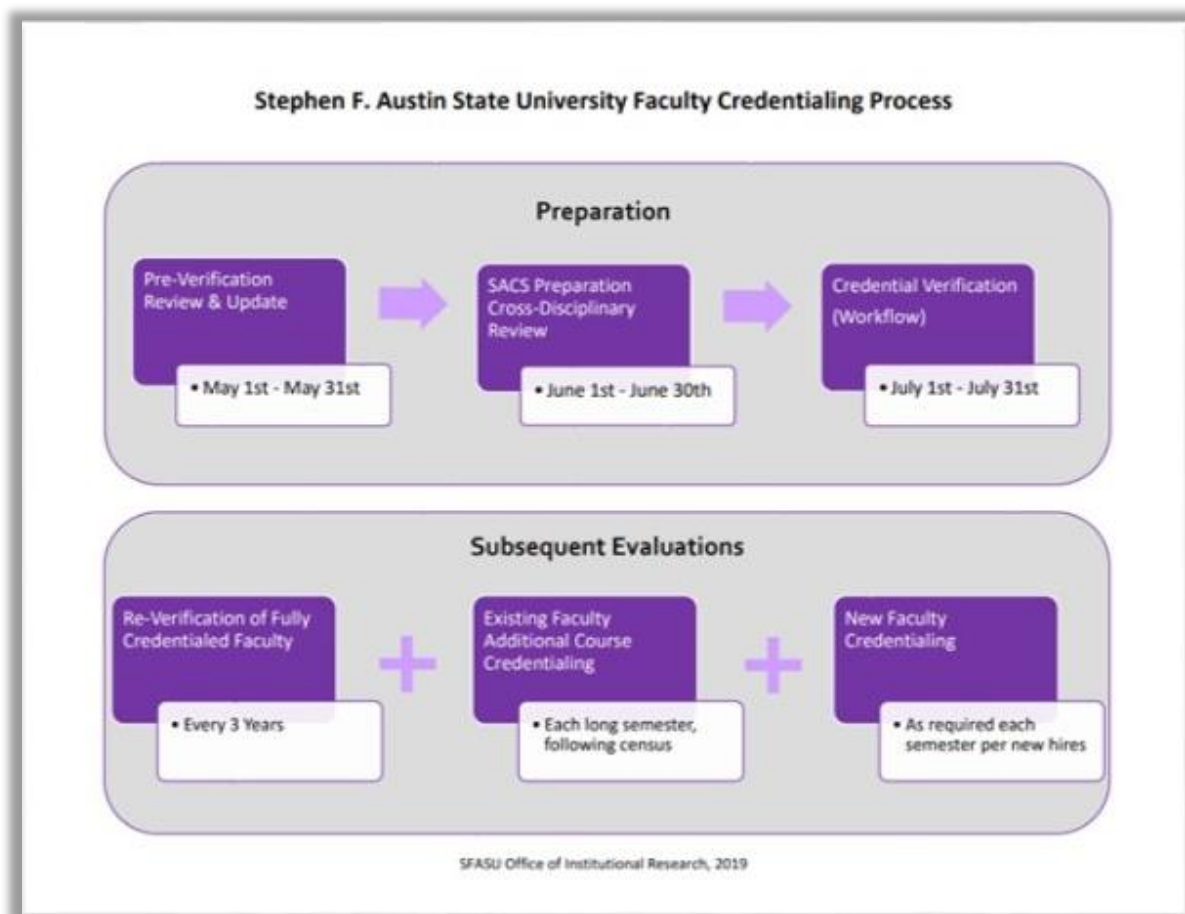 Stephen F. Austin State University Faculty Credentialing Process
Preparation
Pre-Verification
Review & Update
• May 1st - May 31st
SACS Preparation
Cross-Disciplinary
Review
• June 1st - June 30th
Credential Verification
(Workflow)
• July 1st - July 31st
Subsequent Evaluations
Re-Verification of Fully
Credentialed Faculty
• Every 3 Years
Existing Faculty
Additional Course
Credentialing
• Each long semester,
following census
New Faculty
Credentialing
• As required each
semester per new hires
SFASU Office of Institutional Research, 2019